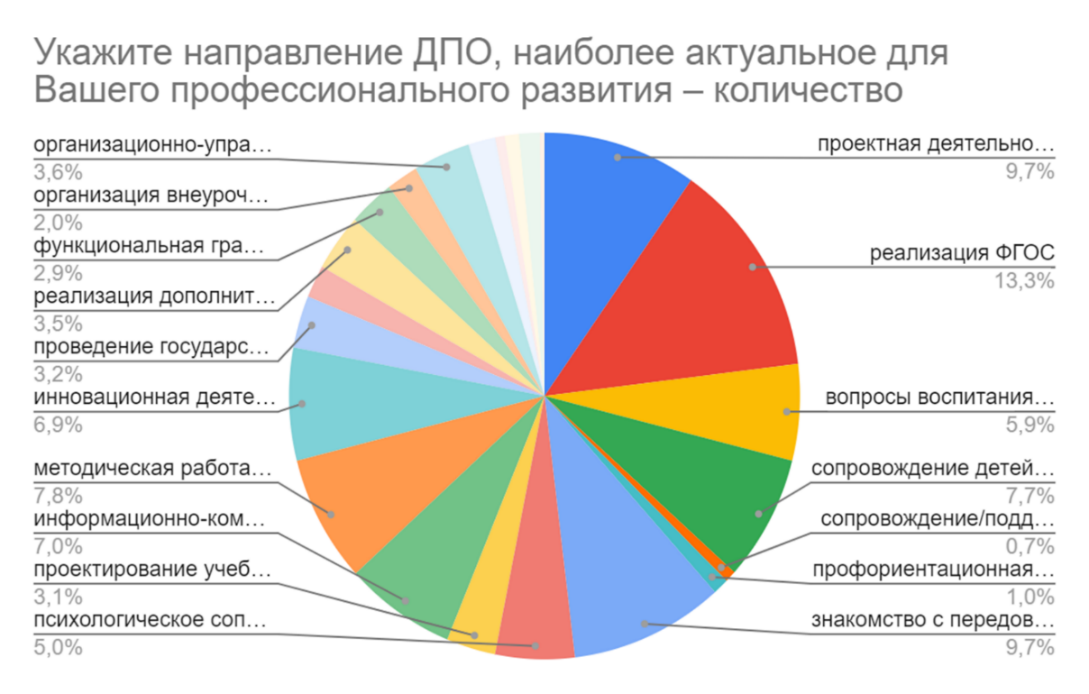 Укажите направление ДПО, наиболее актуальное для
Вашего профессионального развития – количество
организационно-упра…
3,6%
организация внеуроч…
2,0%
функциональная гра…
2,9%
реализация дополнит…
3,5%
проведение государс…
3,2%
инновационная деяте…
6,9%
методическая работа…
7,8%
информационно-ком…
7,0%
проектирование учеб…
3,1%
психологическое соп…
5,0%
проектная деятельно…
9,7%
реализация ФГОС
13,3%
вопросы воспитания…
5,9%
сопровождение детей…
7,7%
сопровождение/подд…
0,7%
профориентационная…
1,0%
знакомство с передов…
9,7%